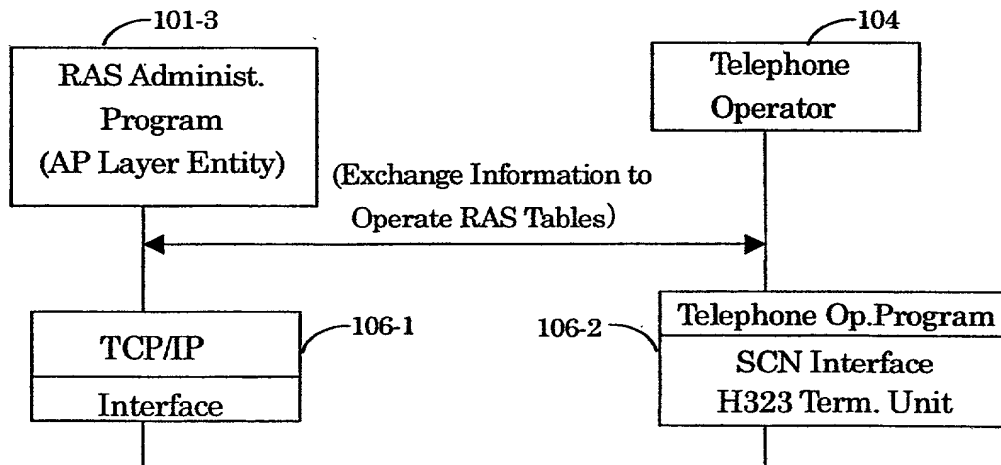 101-3
104
RAS Administ.
Program
(AP Layer Entity)
Telephone
Operator
(Exchange Information to
Operate RAS Tables)
106-1
106-2
TCP/IP
Interface
Telephone Op.Program
SCN Interface
H323 Term. Unit